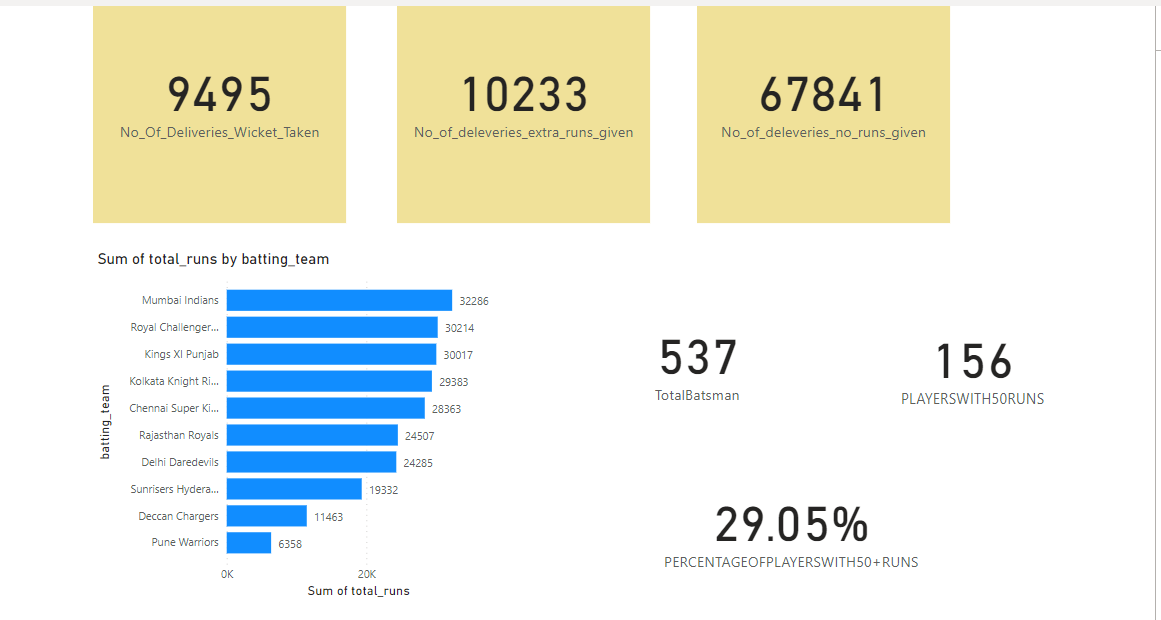 9495
No_Of_Deliveries_Wicket_Taken
10233
No_of_deleveries_extra_runs_given
67841
No_of_deleveries_no_runs_given
Sum of total_runs by batting_team
batting_team
Mumbai Indians 32286
Royal Challenger... 30214
Kings XI Punjab 30017
Kolkata Knight Ri... 29383
Chennai Super Ki... 28363
Rajasthan Royals 24507
Delhi Daredevils 24285
Sunrisers Hydera... 19332
Deccan Chargers 11463
Pune Warriors 6358
0K 20K
Sum of total_runs
537
TotalBatsman
156
PLAYERSWITH50RUNS
29.05%
PERCENTAGEOFPLAYERSWITH50+RUNS